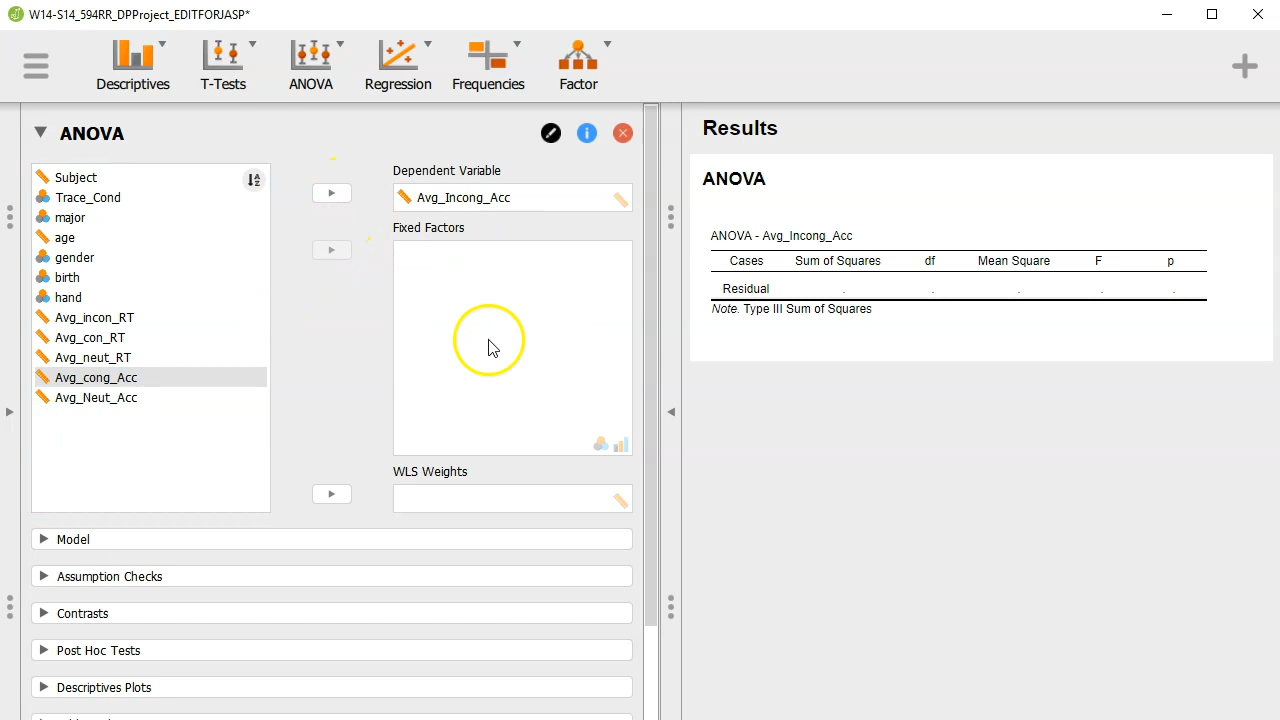 W14-S14_594RR_DPProject_EDITFORJASP*
Descriptives T-Tests ANOVA Regression Frequencies Factor
ANOVA
Subject
Trace_Cond
major
age
gender
birth
hand
Avg_incon_RT
Avg_con_RT
Avg_neut_RT
Avg_cong_Acc
Avg_Neut_Acc
Dependent Variable
Avg_Incong_Acc
Fixed Factors
WLS Weights
Model
Assumption Checks
Contrasts
Post Hoc Tests
Descriptives Plots
Results
ANOVA
ANOVA - Avg_Incong_Acc
Cases Sum of Squares df Mean Square F p
Residual . . . . .
Note. Type III Sum of Squares